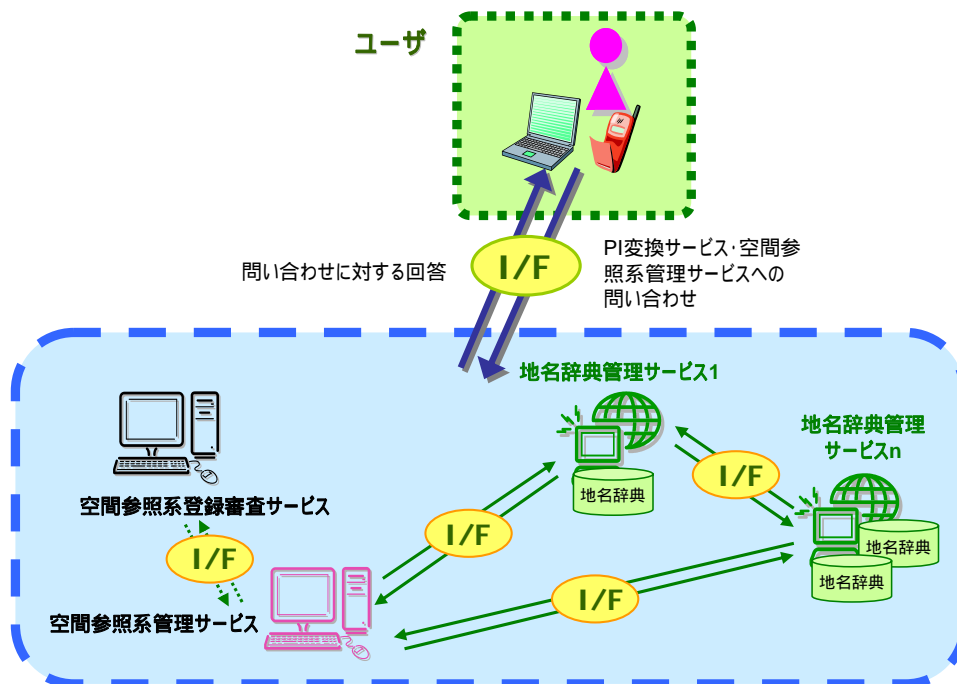 ユーザ
問い合わせに対する回答
I/F
PI変換サービス・空間参
照系管理サービスへの
問い合わせ
地名辞典管理サービス1
地名辞典
地名辞典管理
サービスn
I/F
地名辞典
地名辞典
空間参照系登録審査サービス
I/F
I/F
I/F
空間参照系管理サービス